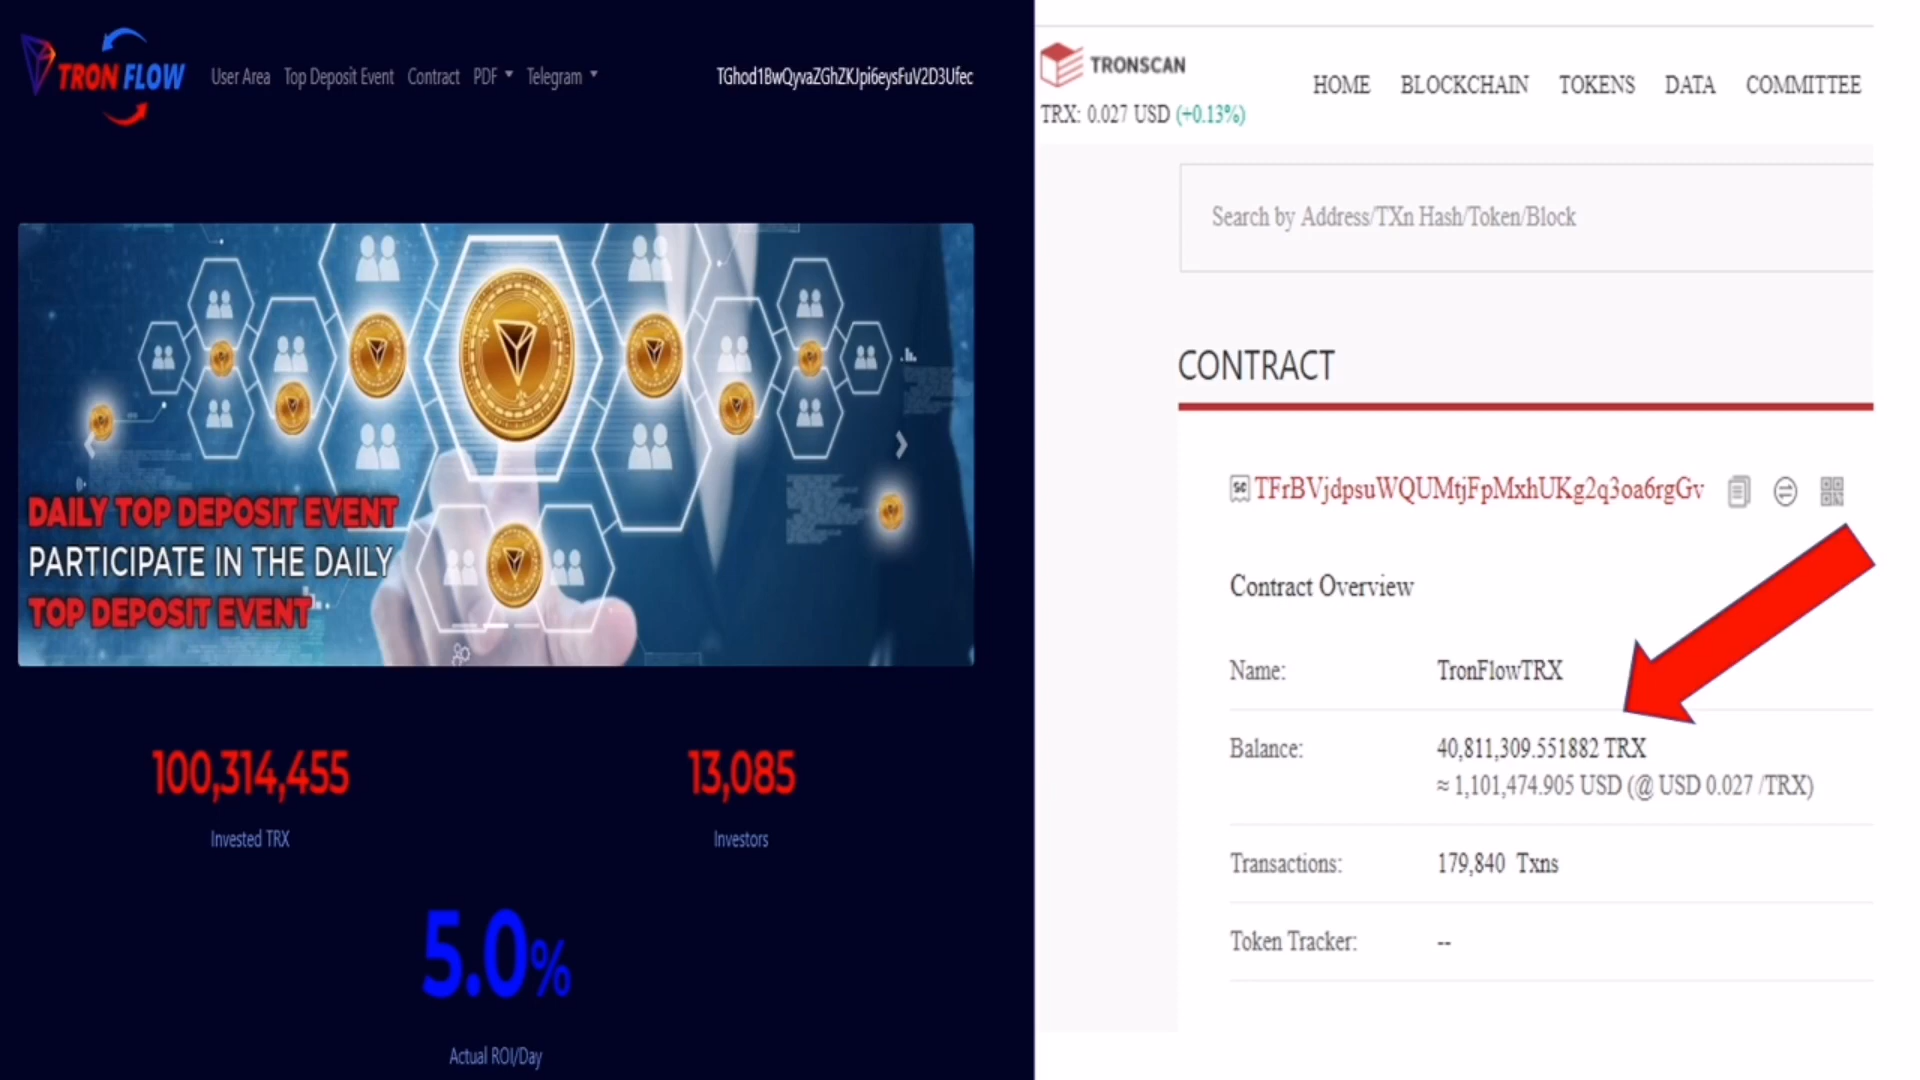 TRON FLOW
User Area Top Deposit Event Contract PDF Telegram
TGhod1BwQyvaZGhZKJpi6eysFuV2D3Ufec
DAILY TOP DEPOSIT EVENT
PARTICIPATE IN THE DAILY
TOP DEPOSIT EVENT
100,314,455
Invested TRX
13,085
Investors
5.0%
Actual ROI/Day
TRONSCAN
TRX: 0.027 USD (+0.13%)
HOME BLOCKCHAIN TOKENS DATA COMMITTEE
Search by Address/TXn Hash/Token/Block
CONTRACT
SC TFrBVjdpsuWQUMtjFpMxhUKg2q3oa6rgGv
Contract Overview
Name: TronFlowTRX
Balance: 40,811,309.551882 TRX
≈ 1,101,474.905 USD (@ USD 0.027 /TRX)
Transactions: 179,840 Txns
Token Tracker: --